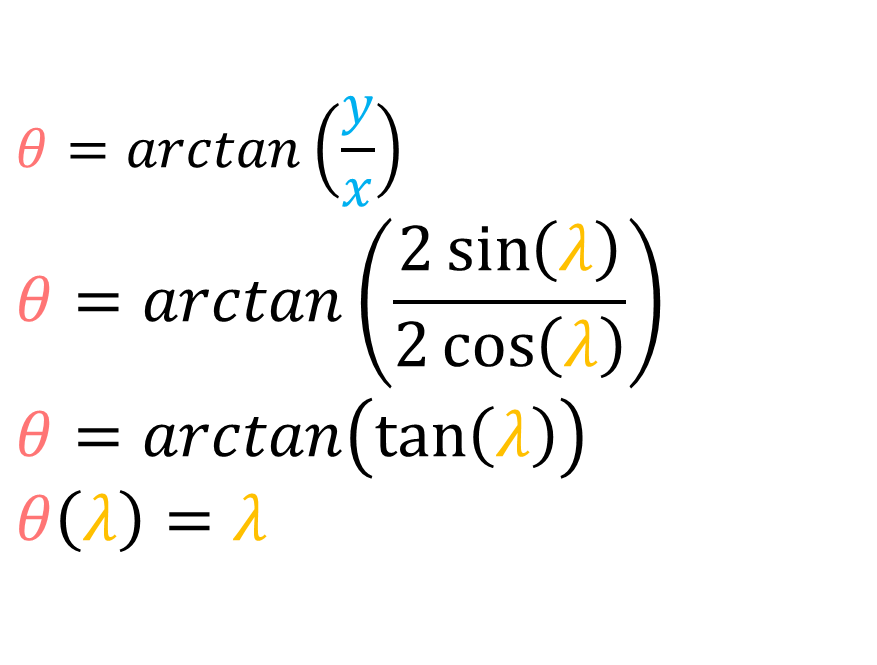 θ = arctan(y/x)
θ = arctan(2 sin(λ)/2 cos(λ))
θ = arctan(tan(λ))
θ(λ) = λ